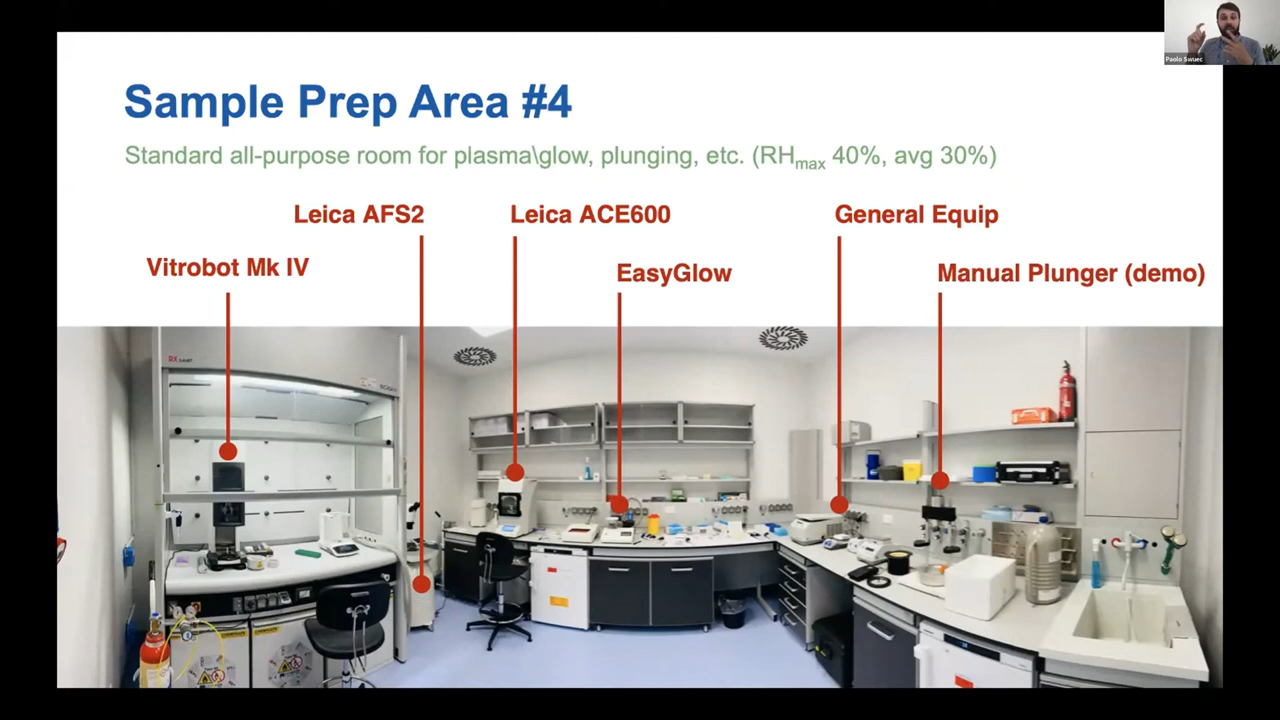 Paolo Swuec
Sample Prep Area #4
Standard all-purpose room for plasma\glow, plunging, etc. (RHmax 40%, avg 30%)
Leica AFS2
Leica ACE600
General Equip
Vitrobot Mk IV
EasyGlow
Manual Plunger (demo)